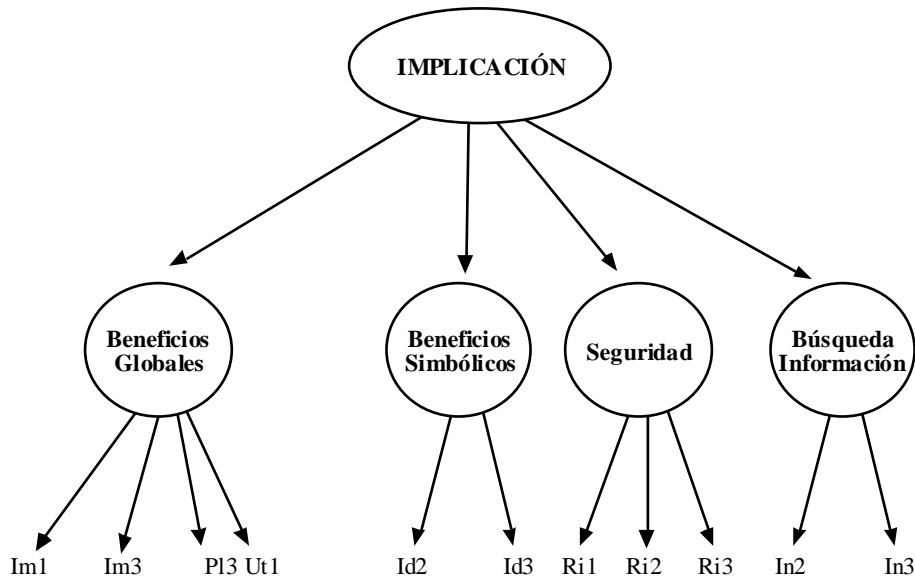 IMPLICACIÓN
Beneficios
Globales
Beneficios
Simbólicos
Seguridad
Búsqueda
Información
Im1 Im3 Pl3 Ut1 Id2 Id3 Ri1 Ri2 Ri3 In2 In3